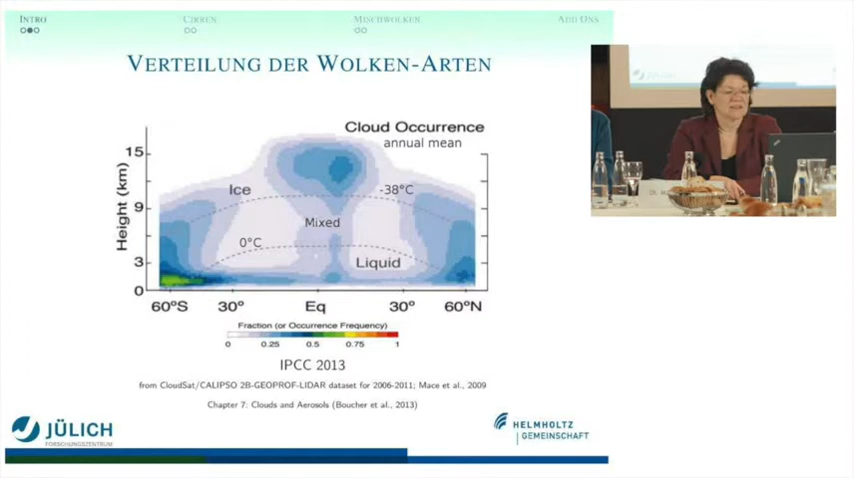 INTRO
CIRREN
MISCHWOLKEN
ADD ONS
VERTEILUNG DER WOLKEN-ARTEN
Cloud Occurrence
annual mean
Height (km)
15
9
3
0
Ice
-38°C
Mixed
0°C
Liquid
60°S 30° Eq 30° 60°N
Fraction (or Occurrence Frequency)
0 0.25 0.5 0.75 1
IPCC 2013
from CloudSat/CALIPSO 2B-GEOPROF-LIDAR dataset for 2006-2011; Mace et al., 2009
Chapter 7: Clouds and Aerosols (Boucher et al., 2013)
JÜLICH
FORSCHUNGSZENTRUM
HELMHOLTZ
GEMEINSCHAFT
JÜLICH
Dr.